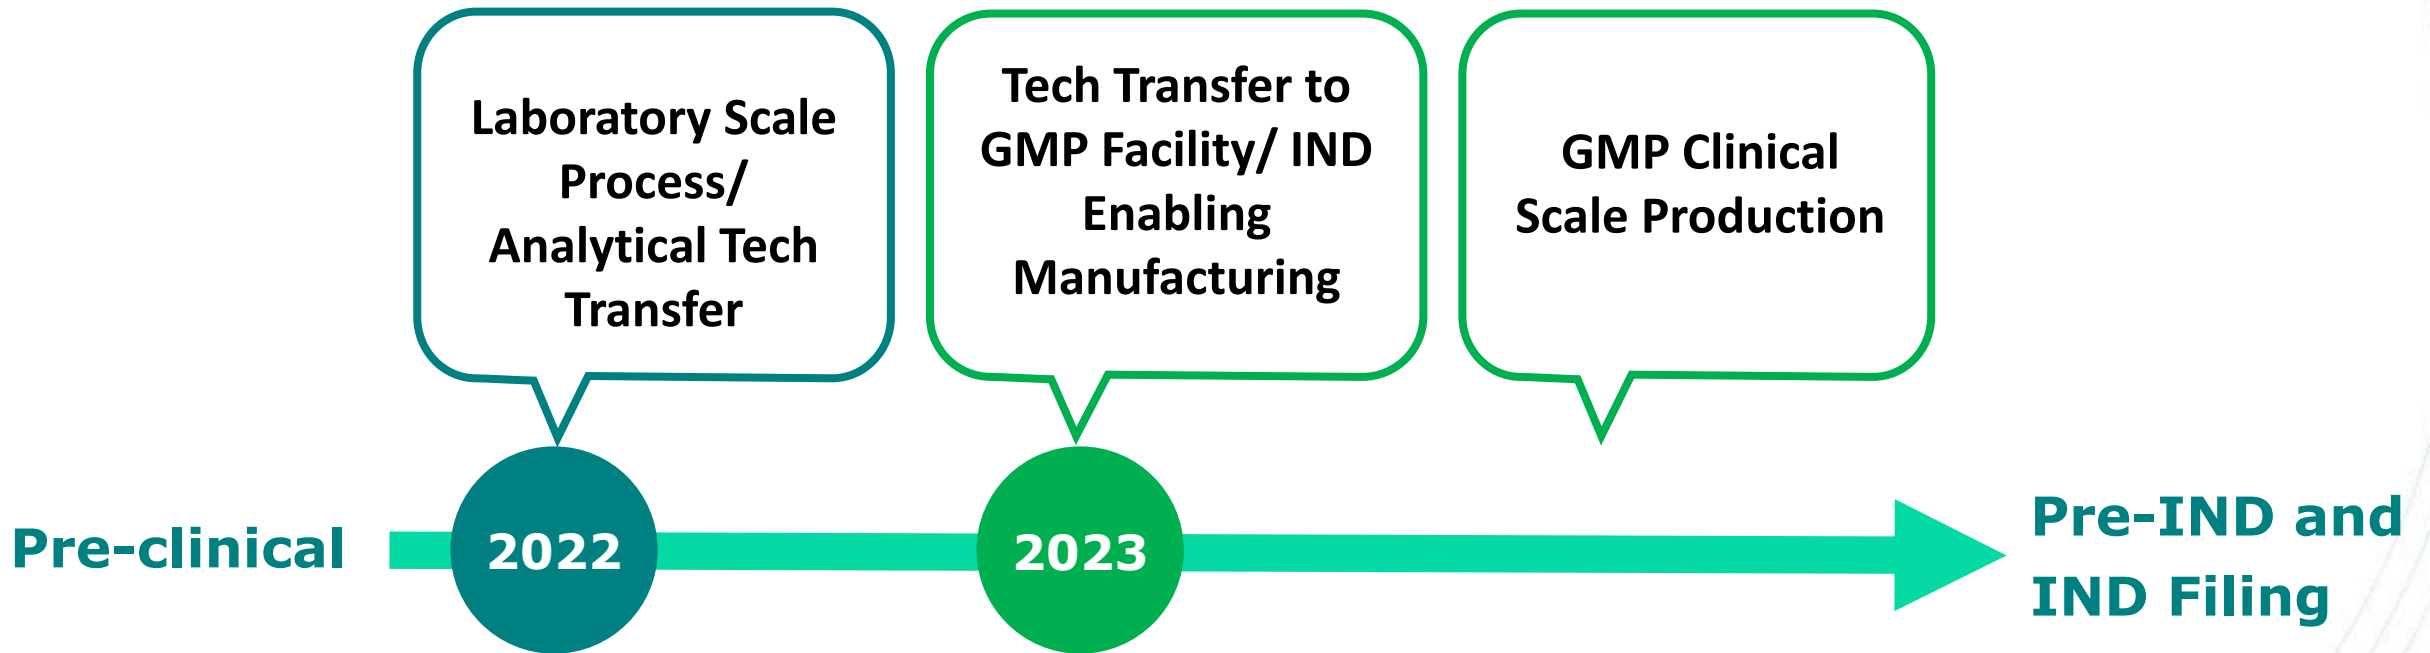 Laboratory Scale
Process/
Analytical Tech
Transfer
Tech Transfer to
GMP Facility/ IND
Enabling
Manufacturing
GMP Clinical
Scale Production
Pre-clinical
2022
2023
Pre-IND and
IND Filing